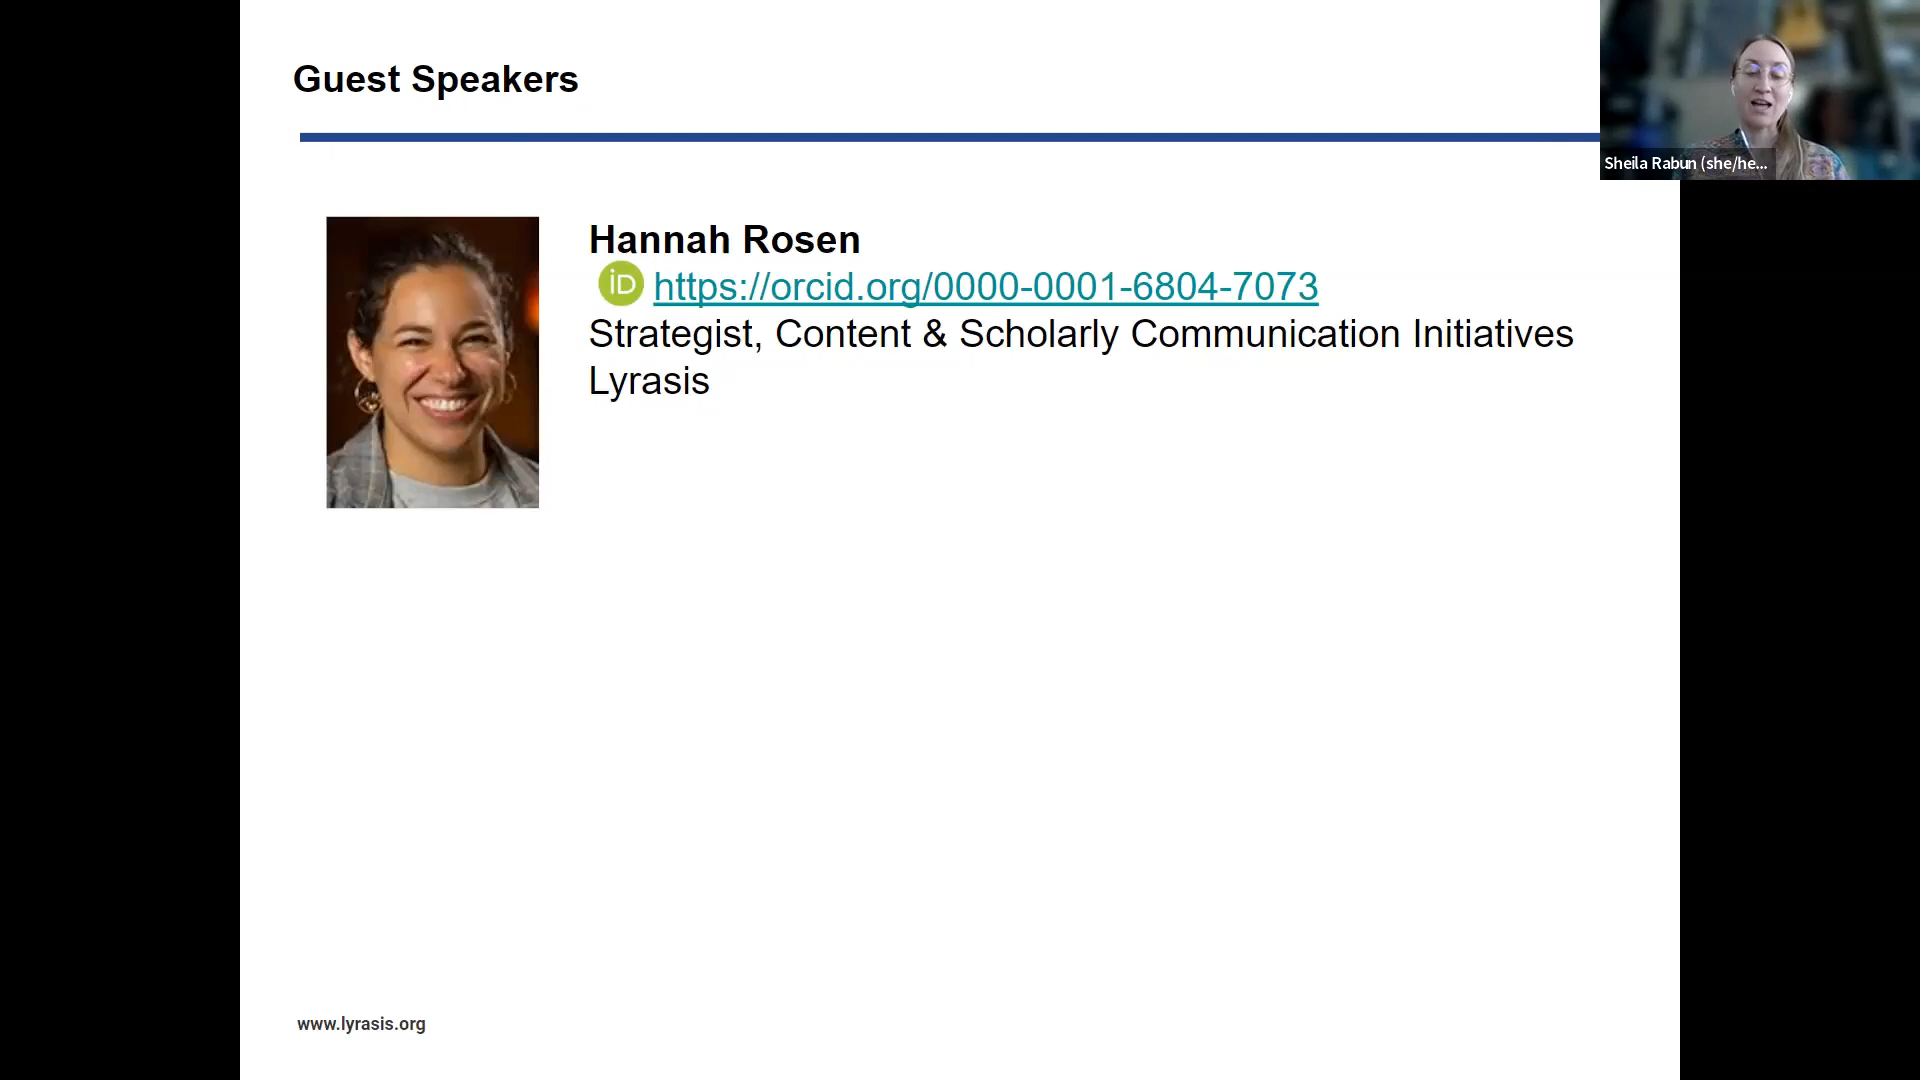 Guest Speakers
Sheila Rabun (she/he...
Hannah Rosen
iD https://orcid.org/0000-0001-6804-7073
Strategist, Content & Scholarly Communication Initiatives
Lyrasis
www.lyrasis.org